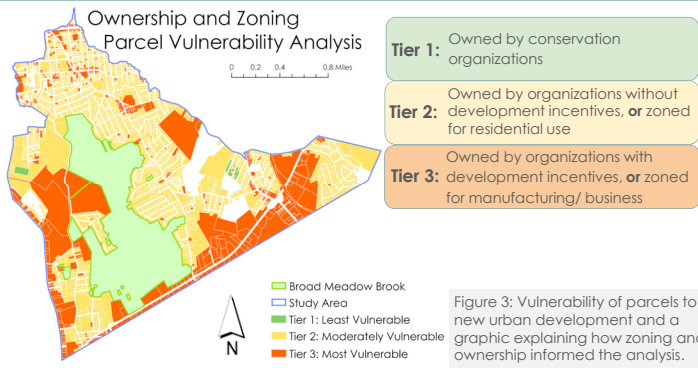 Ownership and Zoning
Parcel Vulnerability Analysis
0 0.2 0.4 0.8 Miles
Tier 1: Owned by conservation
organizations
Tier 2: Owned by organizations without
development incentives, or zoned
for residential use
Tier 3: Owned by organizations with
development incentives, or zoned
for manufacturing/ business
Broad Meadow Brook
Study Area
Tier 1: Least Vulnerable
Tier 2: Moderately Vulnerable
Tier 3: Most Vulnerable
N
Figure 3: Vulnerability of parcels to
new urban development and a
graphic explaining how zoning and
ownership informed the analysis.